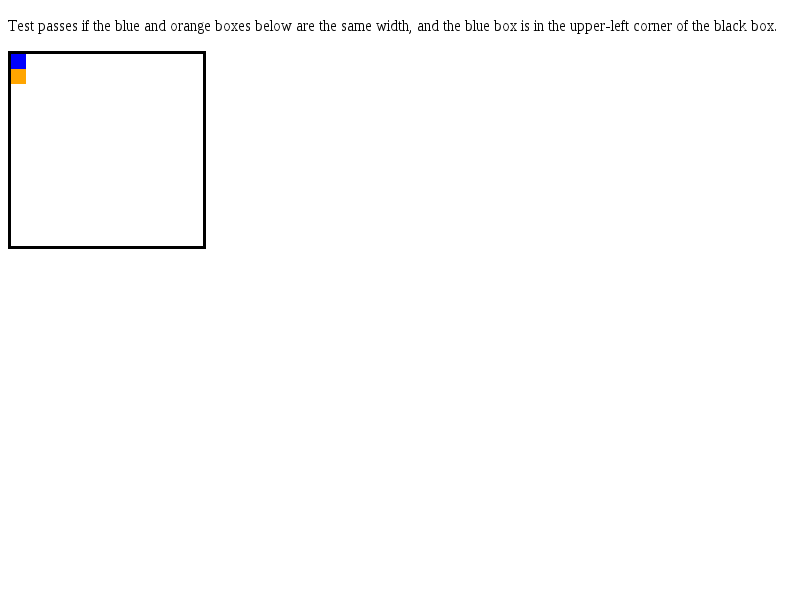 Test passes if the blue and orange boxes below are the same width, and the blue box is in the upper-left corner of the black box.